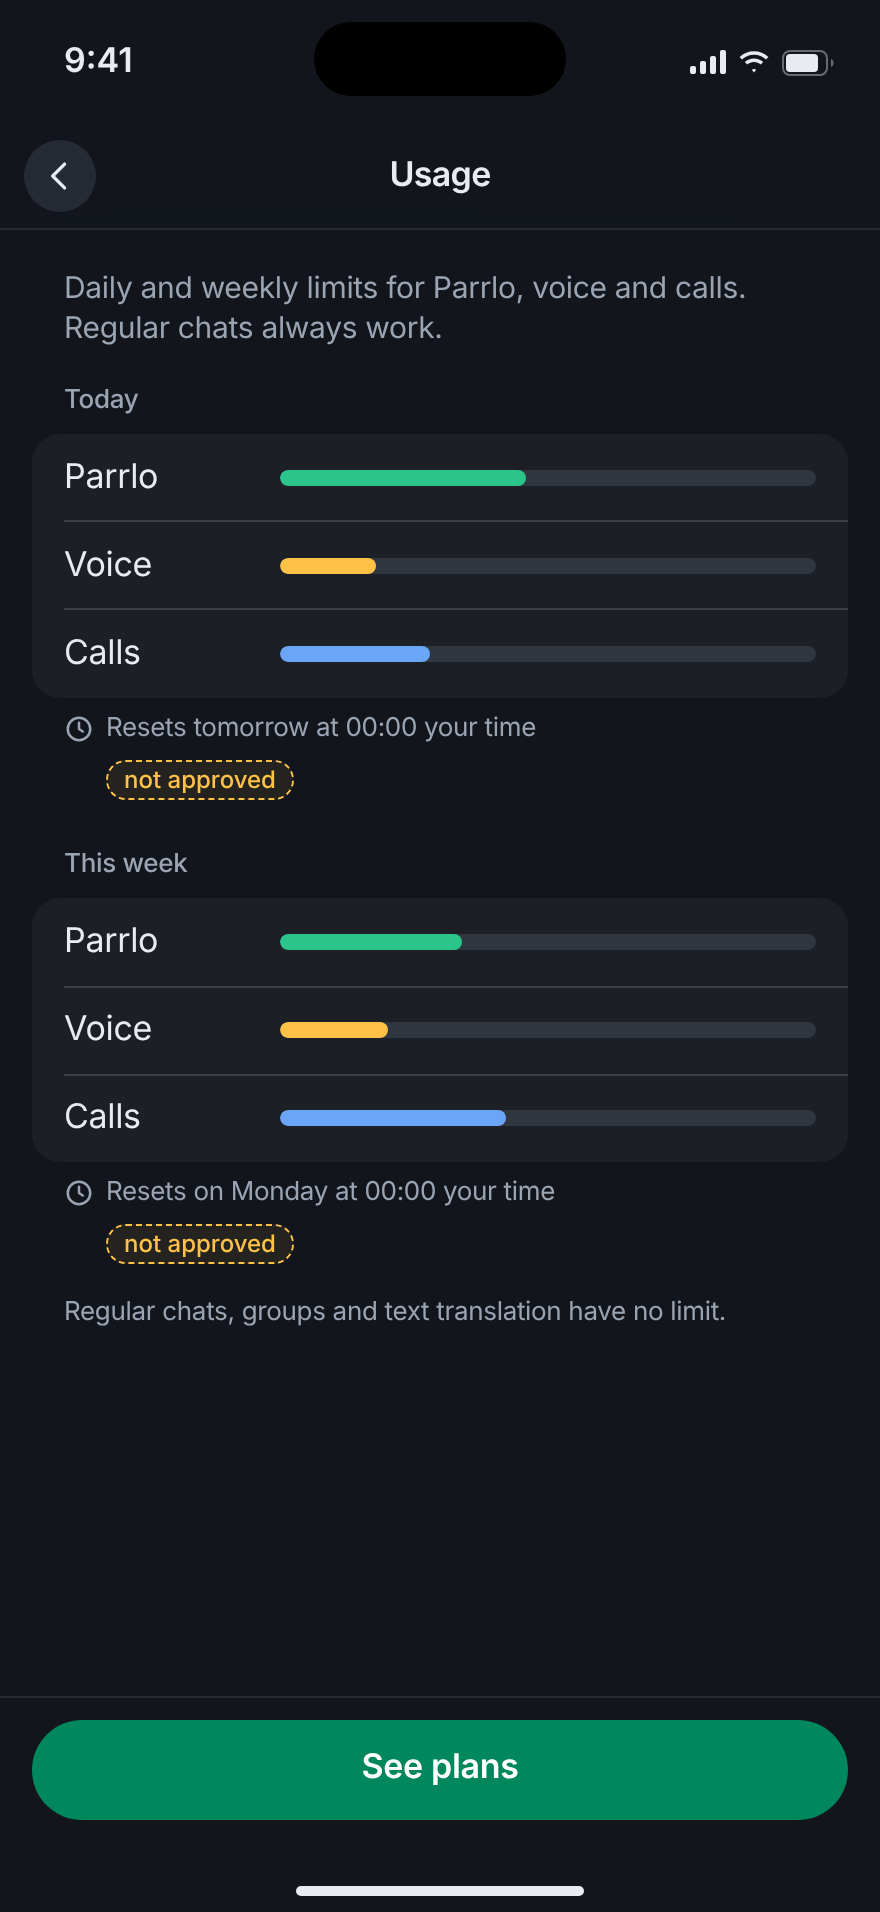 9:41
Usage
Daily and weekly limits for Parrlo, voice and calls.
Regular chats always work.
Today
Parrlo
Voice
Calls
Resets tomorrow at 00:00 your time
not approved
This week
Parrlo
Voice
Calls
Resets on Monday at 00:00 your time
not approved
Regular chats, groups and text translation have no limit.
See plans